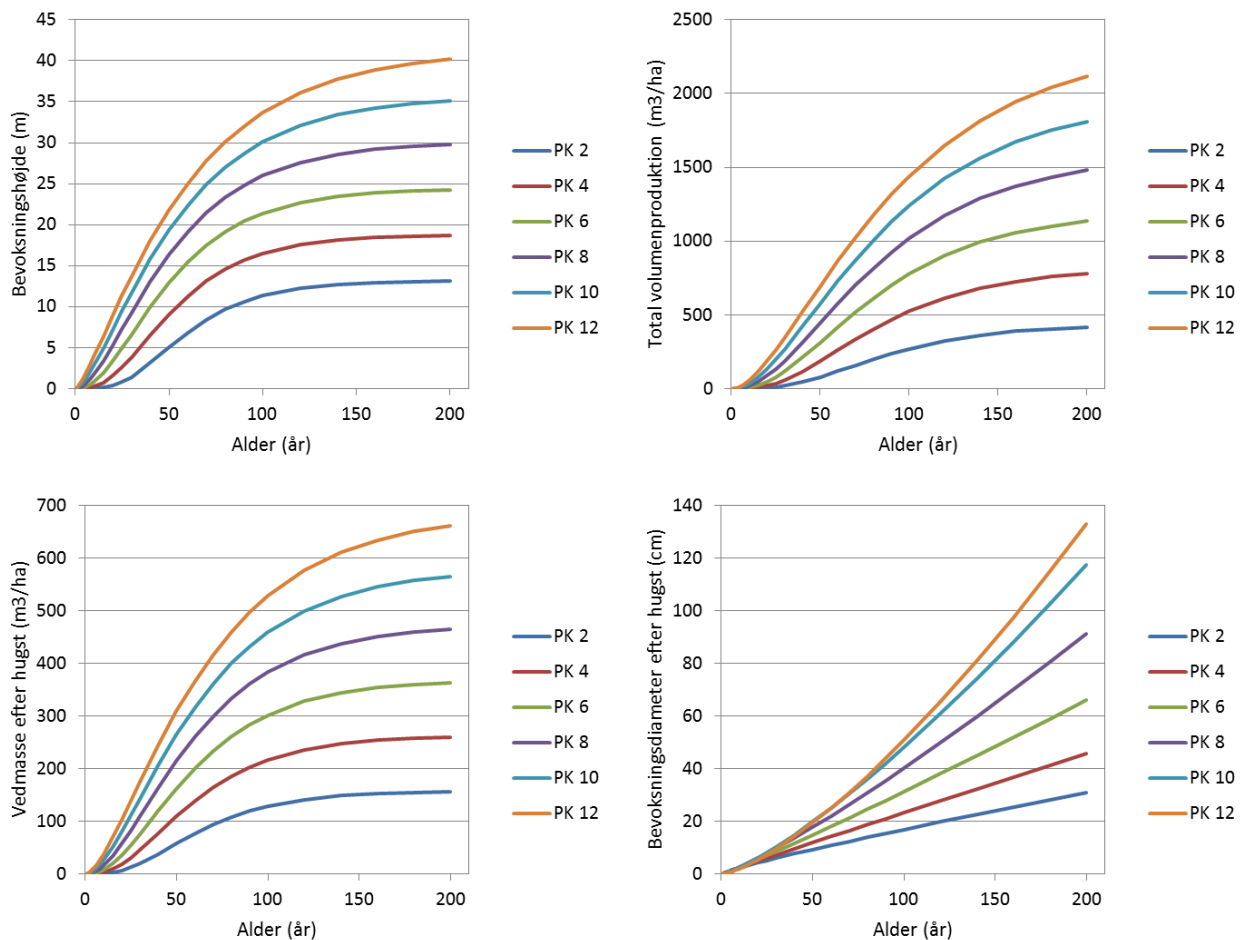 Bevoksningshøjde (m)
45
40
35
30
25
20
15
10
5
0
0 50 100 150 200
Alder (år)
PK 2
PK 4
PK 6
PK 8
PK 10
PK 12
Total volumenproduktion (m3/ha)
2500
2000
1500
1000
500
0
0 50 100 150 200
Alder (år)
PK 2
PK 4
PK 6
PK 8
PK 10
PK 12
Vedmasse efter hugst (m3/ha)
700
600
500
400
300
200
100
0
0 50 100 150 200
Alder (år)
PK 2
PK 4
PK 6
PK 8
PK 10
PK 12
Bevoksningsdiameter efter hugst (cm)
140
120
100
80
60
40
20
0
0 50 100 150 200
Alder (år)
PK 2
PK 4
PK 6
PK 8
PK 10
PK 12